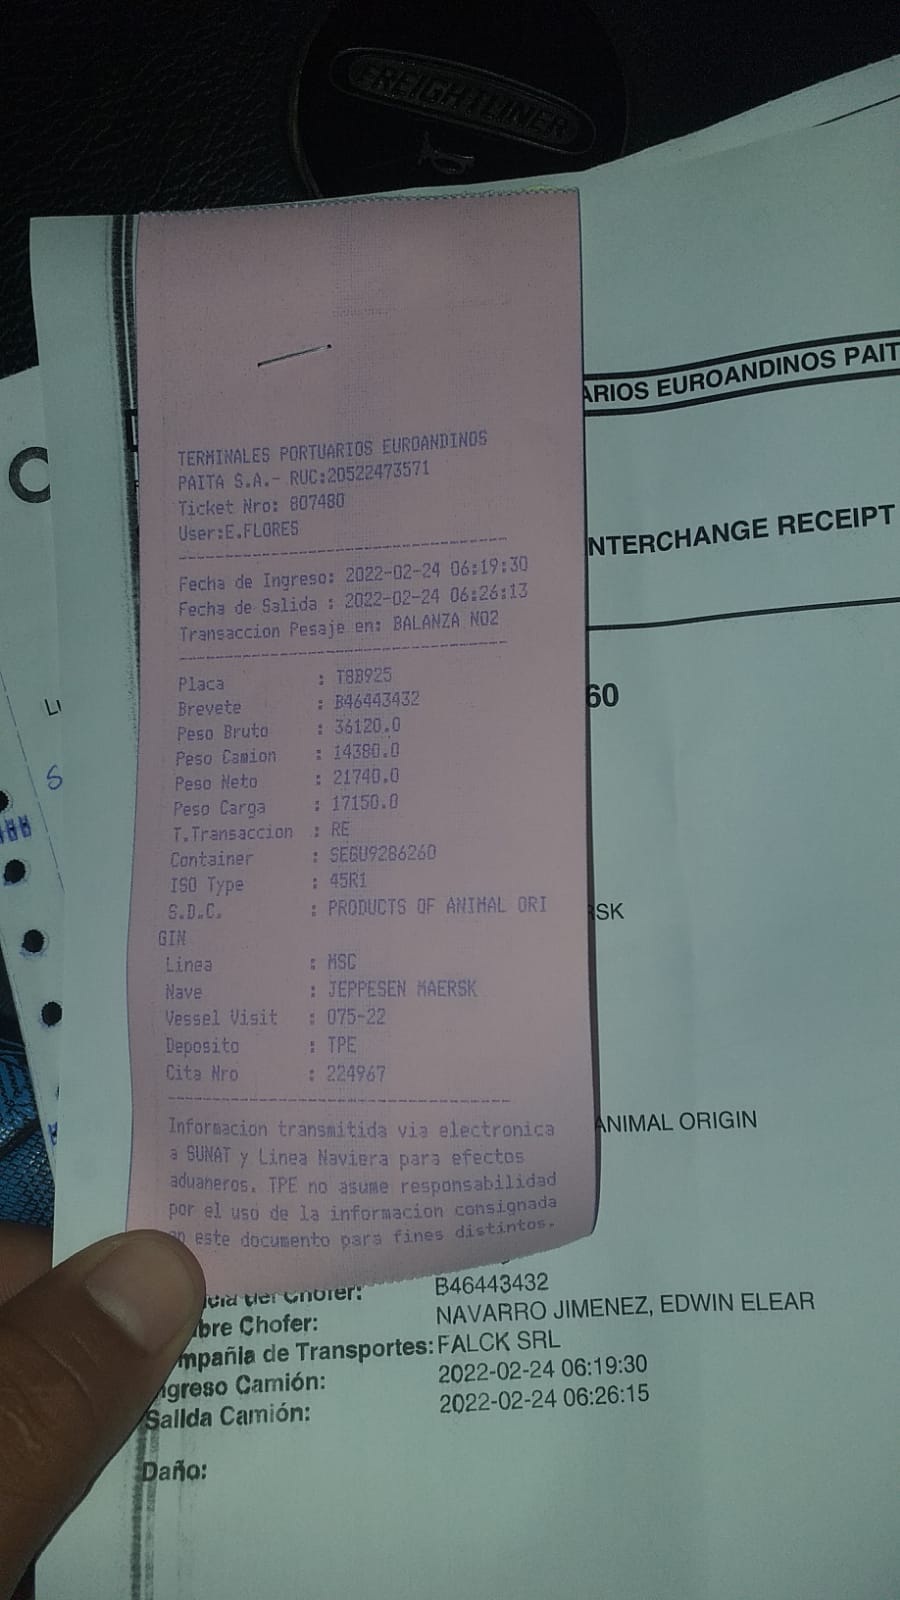 FREIGHTLINER
ARIOS EUROANDINOS PAIT
NTERCHANGE RECEIPT
60
TERMINALES PORTUARIOS EUROANDINOS
PAITA S.A.- RUC:20522473571
Ticket Nro: 807480
User:E.FLORES
Fecha de Ingreso: 2022-02-24 06:19:30
Fecha de Salida : 2022-02-24 06:26:13
Transaccion Pesaje en: BALANZA NO2
Placa : T8B925
Brevete : B46443432
Peso Bruto : 36120.0
Peso Camion : 14380.0
Peso Neto : 21740.0
Peso Carga : 17150.0
T.Transaccion : RE
Container : SEGU9286260
ISO Type : 45R1
S.D.C. : PRODUCTS OF ANIMAL ORI
GIN
Linea : MSC
Nave : JEPPESEN MAERSK
Vessel Visit : 075-22
Deposito : TPE
Cita Nro : 224967
Informacion transmitida via electronica
a SUNAT y Linea Naviera para efectos
aduaneros. TPE no asume responsabilidad
por el uso de la informacion consignada
en este documento para fines distintos.
RSK
ANIMAL ORIGIN
cia del Chofer: B46443432
bre Chofer: NAVARRO JIMENEZ, EDWIN ELEAR
mpañia de Transportes: FALCK SRL
ngreso Camión: 2022-02-24 06:19:30
Salida Camión: 2022-02-24 06:26:15
Daño: